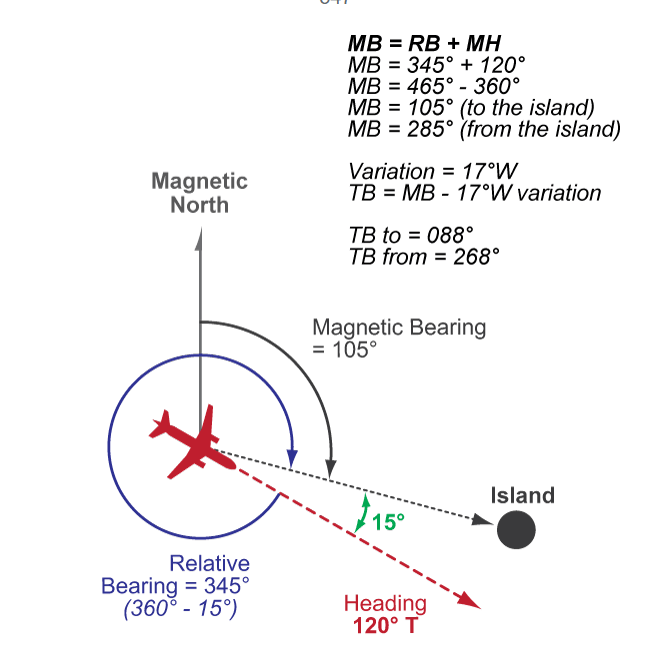 MB = RB + MH
MB = 345° + 120°
MB = 465° - 360°
MB = 105° (to the island)
MB = 285° (from the island)
Variation = 17°W
TB = MB - 17°W variation
TB to = 088°
TB from = 268°
Magnetic
North
Magnetic Bearing
= 105°
Island
15°
Relative
Bearing = 345°
(360° - 15°)
Heading
120° T